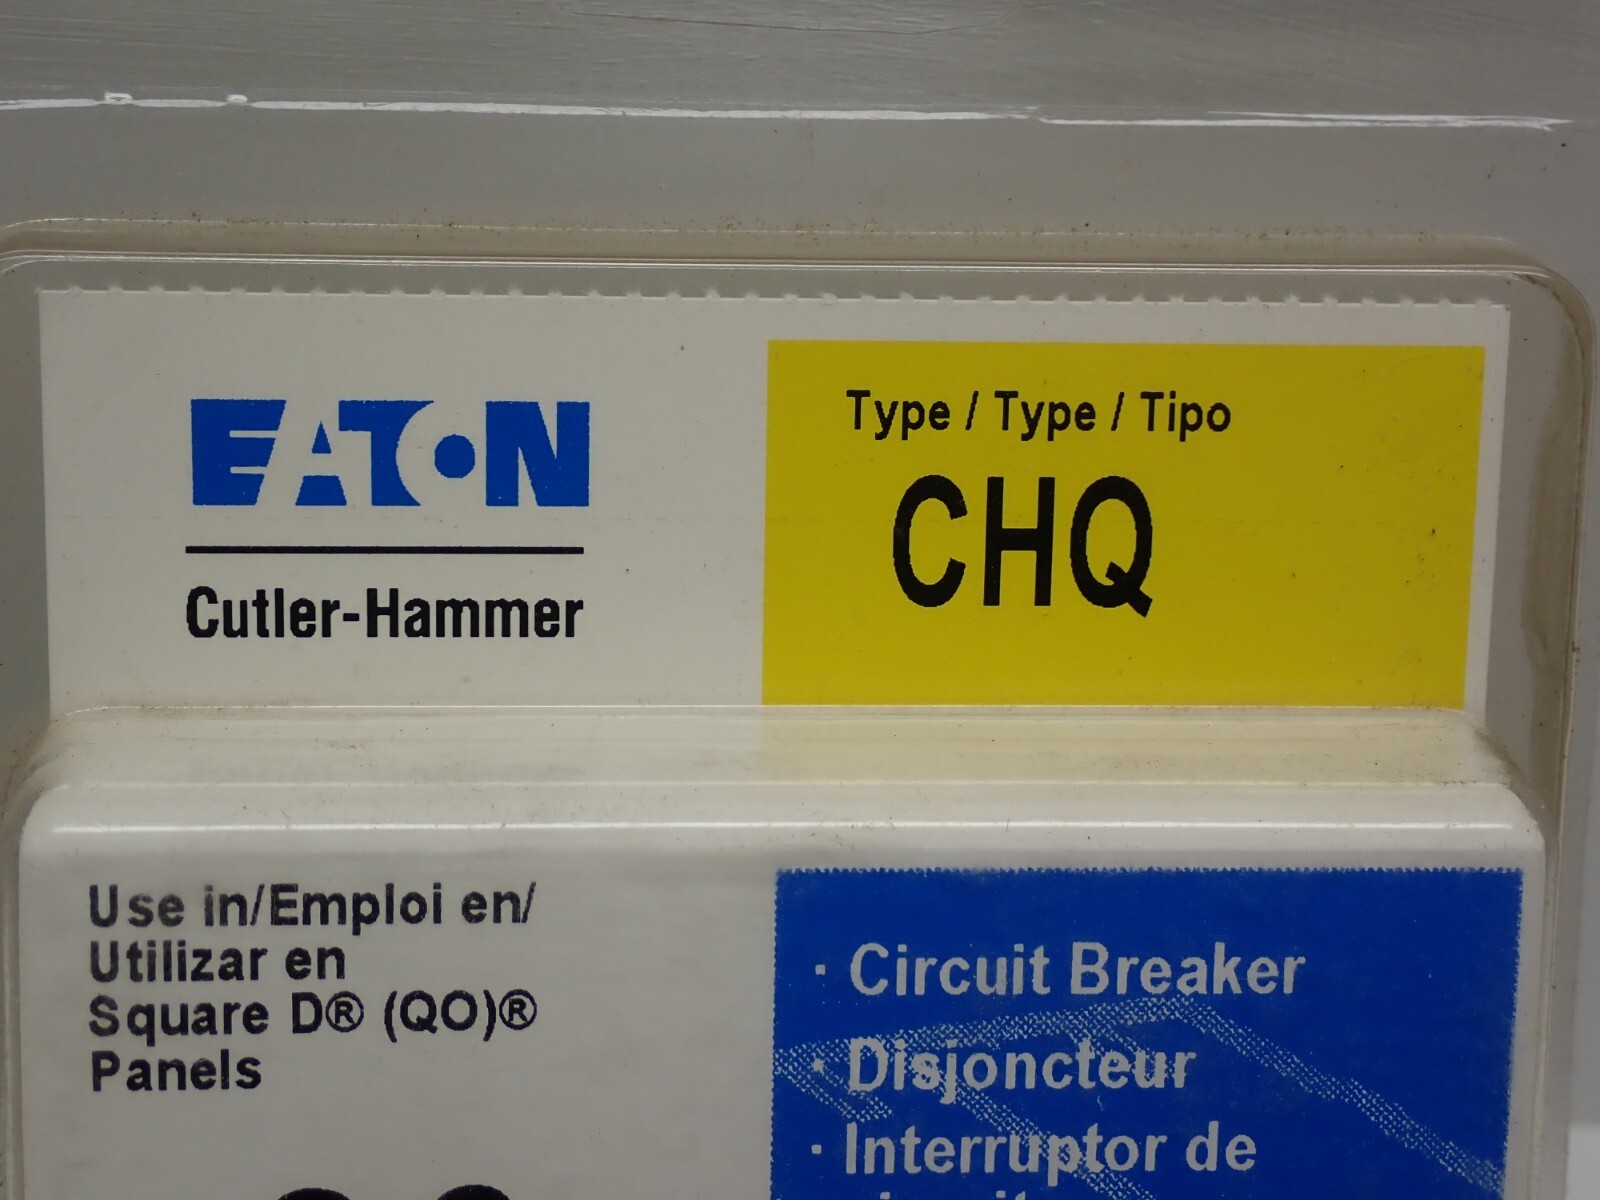 EATON
Cutler-Hammer
Type / Type / Tipo
CHQ
Use in/Emploi en/
Utilizar en
Square D® (QO)®
Panels
· Circuit Breaker
· Disjoncteur
· Interruptor de